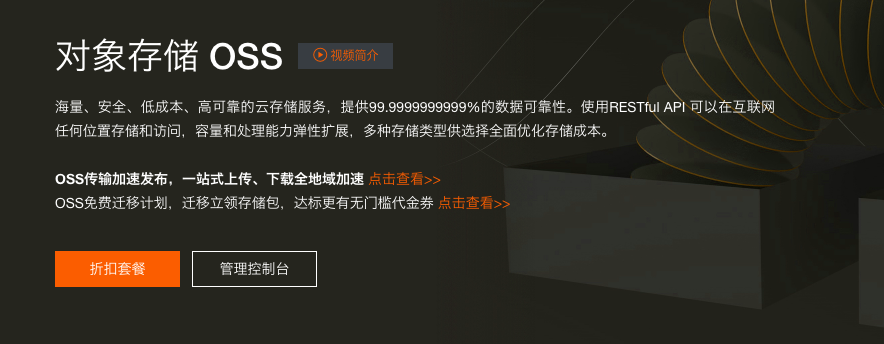 对象存储 OSS
视频简介
海量、安全、低成本、高可靠的云存储服务，提供99.9999999999%的数据可靠性。使用RESTful API 可以在互联网
任何位置存储和访问，容量和处理能力弹性扩展，多种存储类型供选择全面优化存储成本。
OSS传输加速发布，一站式上传、下载全地域加速 点击查看>>
OSS免费迁移计划，迁移立领存储包，达标更有无门槛代金券 点击查看>>
折扣套餐
管理控制台